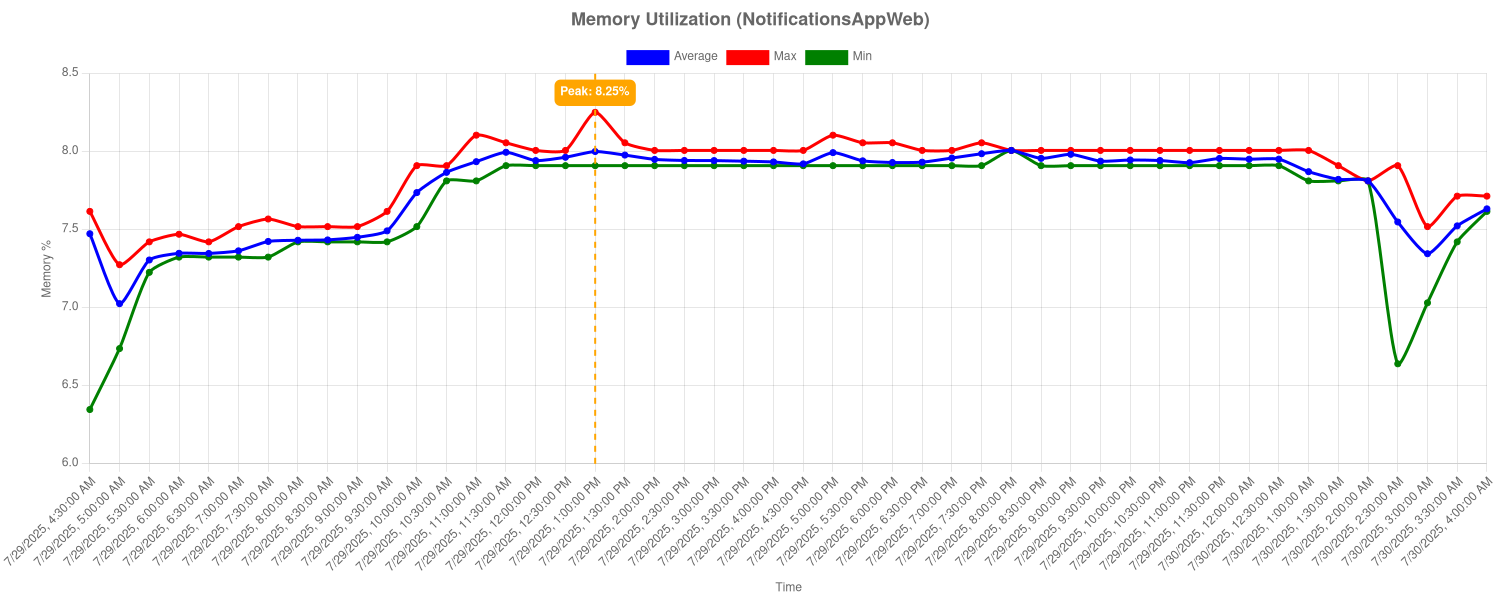 Memory Utilization (NotificationsAppWeb)
Average Max Min
Peak: 8.25%
8.5
8.0
7.5
7.0
6.5
6.0
Memory %
7/29/2025, 4:30:00 AM
7/29/2025, 5:00:00 AM
7/29/2025, 5:30:00 AM
7/29/2025, 6:00:00 AM
7/29/2025, 6:30:00 AM
7/29/2025, 7:00:00 AM
7/29/2025, 7:30:00 AM
7/29/2025, 8:00:00 AM
7/29/2025, 8:30:00 AM
7/29/2025, 9:00:00 AM
7/29/2025, 9:30:00 AM
7/29/2025, 10:00:00 AM
7/29/2025, 10:30:00 AM
7/29/2025, 11:00:00 AM
7/29/2025, 11:30:00 AM
7/29/2025, 12:00:00 PM
7/29/2025, 12:30:00 PM
7/29/2025, 1:00:00 PM
7/29/2025, 1:30:00 PM
7/29/2025, 2:00:00 PM
7/29/2025, 2:30:00 PM
7/29/2025, 3:00:00 PM
7/29/2025, 3:30:00 PM
7/29/2025, 4:00:00 PM
7/29/2025, 4:30:00 PM
7/29/2025, 5:00:00 PM
7/29/2025, 5:30:00 PM
7/29/2025, 6:00:00 PM
7/29/2025, 6:30:00 PM
7/29/2025, 7:00:00 PM
7/29/2025, 7:30:00 PM
7/29/2025, 8:00:00 PM
7/29/2025, 8:30:00 PM
7/29/2025, 9:00:00 PM
7/29/2025, 9:30:00 PM
7/29/2025, 10:00:00 PM
7/29/2025, 10:30:00 PM
7/29/2025, 11:00:00 PM
7/29/2025, 11:30:00 PM
7/30/2025, 12:00:00 AM
7/30/2025, 12:30:00 AM
7/30/2025, 1:00:00 AM
7/30/2025, 1:30:00 AM
7/30/2025, 2:00:00 AM
7/30/2025, 2:30:00 AM
7/30/2025, 3:00:00 AM
7/30/2025, 3:30:00 AM
7/30/2025, 4:00:00 AM
Time